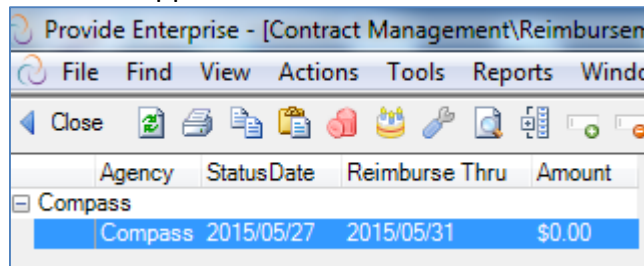 Provide Enterprise - [Contract Management\Reimbursem
File Find View Actions Tools Reports Windo
Close
Agency StatusDate Reimburse Thru Amount
Compass
Compass 2015/05/27 2015/05/31 $0.00